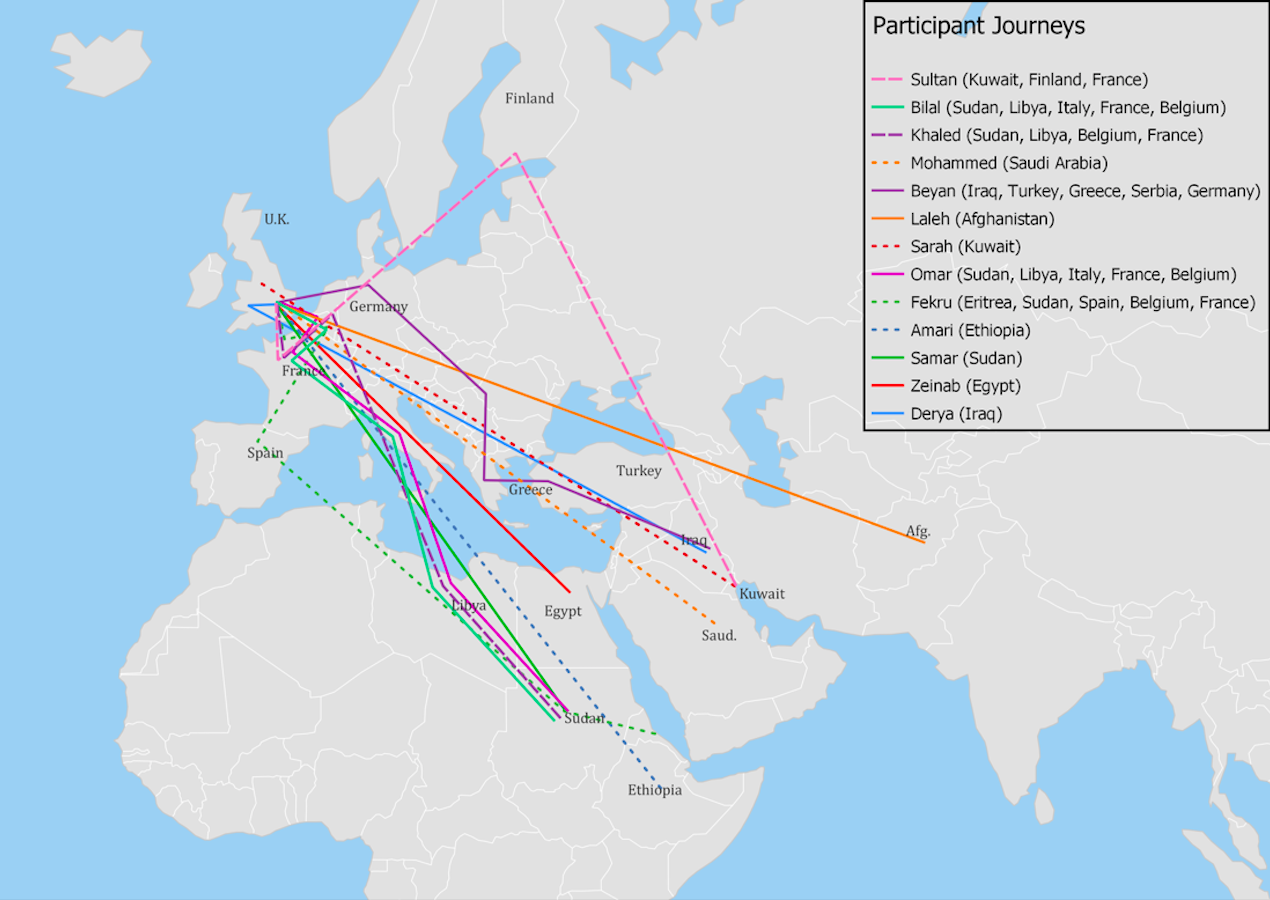 Participant Journeys
Sultan (Kuwait, Finland, France)
Bilal (Sudan, Libya, Italy, France, Belgium)
Khaled (Sudan, Libya, Belgium, France)
Mohammed (Saudi Arabia)
Beyan (Iraq, Turkey, Greece, Serbia, Germany)
Laleh (Afghanistan)
Sarah (Kuwait)
Omar (Sudan, Libya, Italy, France, Belgium)
Fekru (Eritrea, Sudan, Spain, Belgium, France)
Amari (Ethiopia)
Samar (Sudan)
Zeinab (Egypt)
Derya (Iraq)
Finland
U.K.
Germany
France
Spain
Turkey
Greece
Afg.
Iraq
Kuwait
Libya
Egypt
Saud.
Sudan
Ethiopia